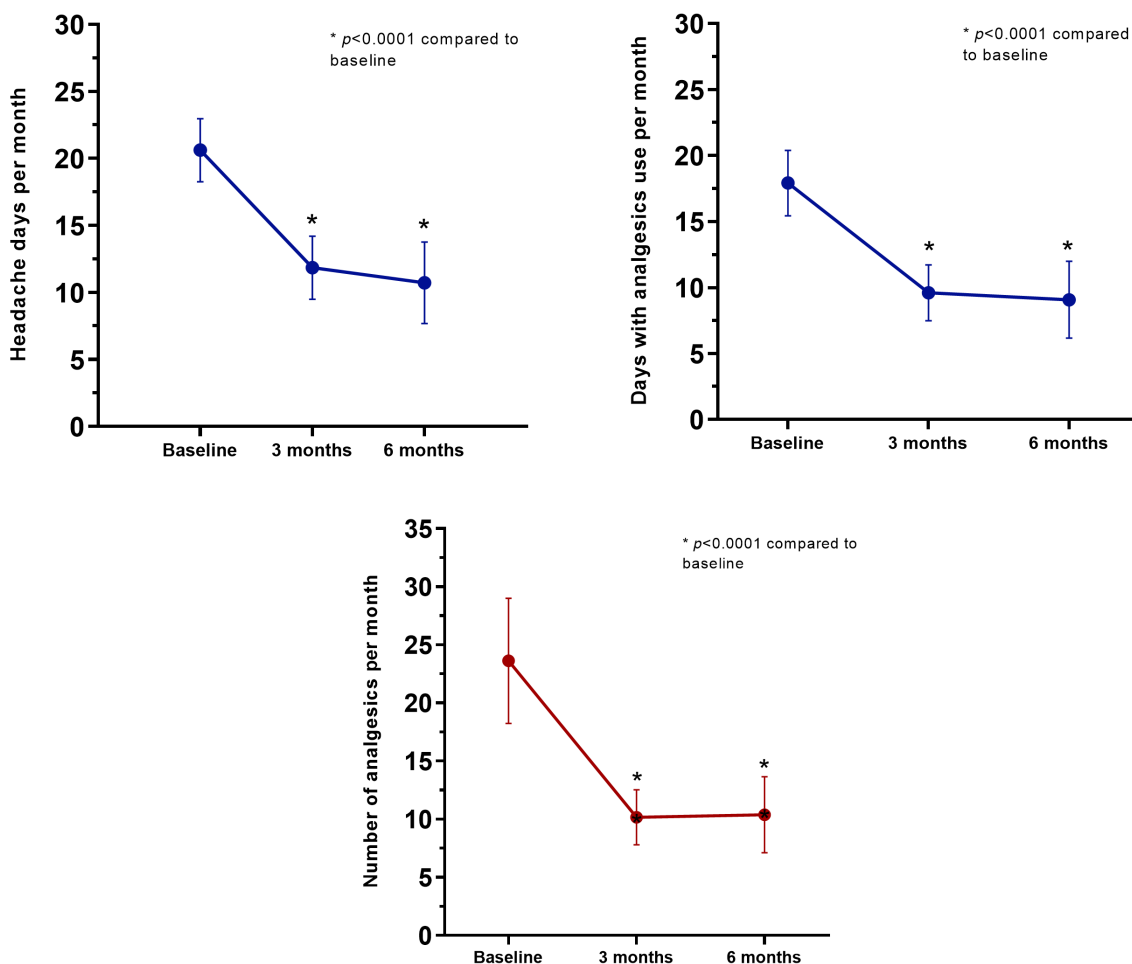 Headache days per month
30
25
20
15
10
5
0
* p<0.0001 compared to
baseline
*
*
Baseline 3 months 6 months
Days with analgesics use per month
30
25
20
15
10
5
0
* p<0.0001 compared
to baseline
*
*
Baseline 3 months 6 months
Number of analgesics per month
35
30
25
20
15
10
5
0
* p<0.0001 compared to
baseline
*
*
*
*
Baseline 3 months 6 months